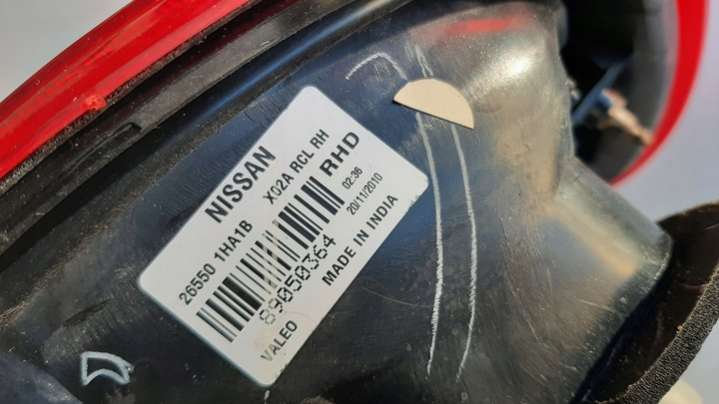 NISSAN
X02A RCL RH
26550 1HA1B
RHD
89050364
02:36
20/11/2010
VALEO
MADE IN INDIA